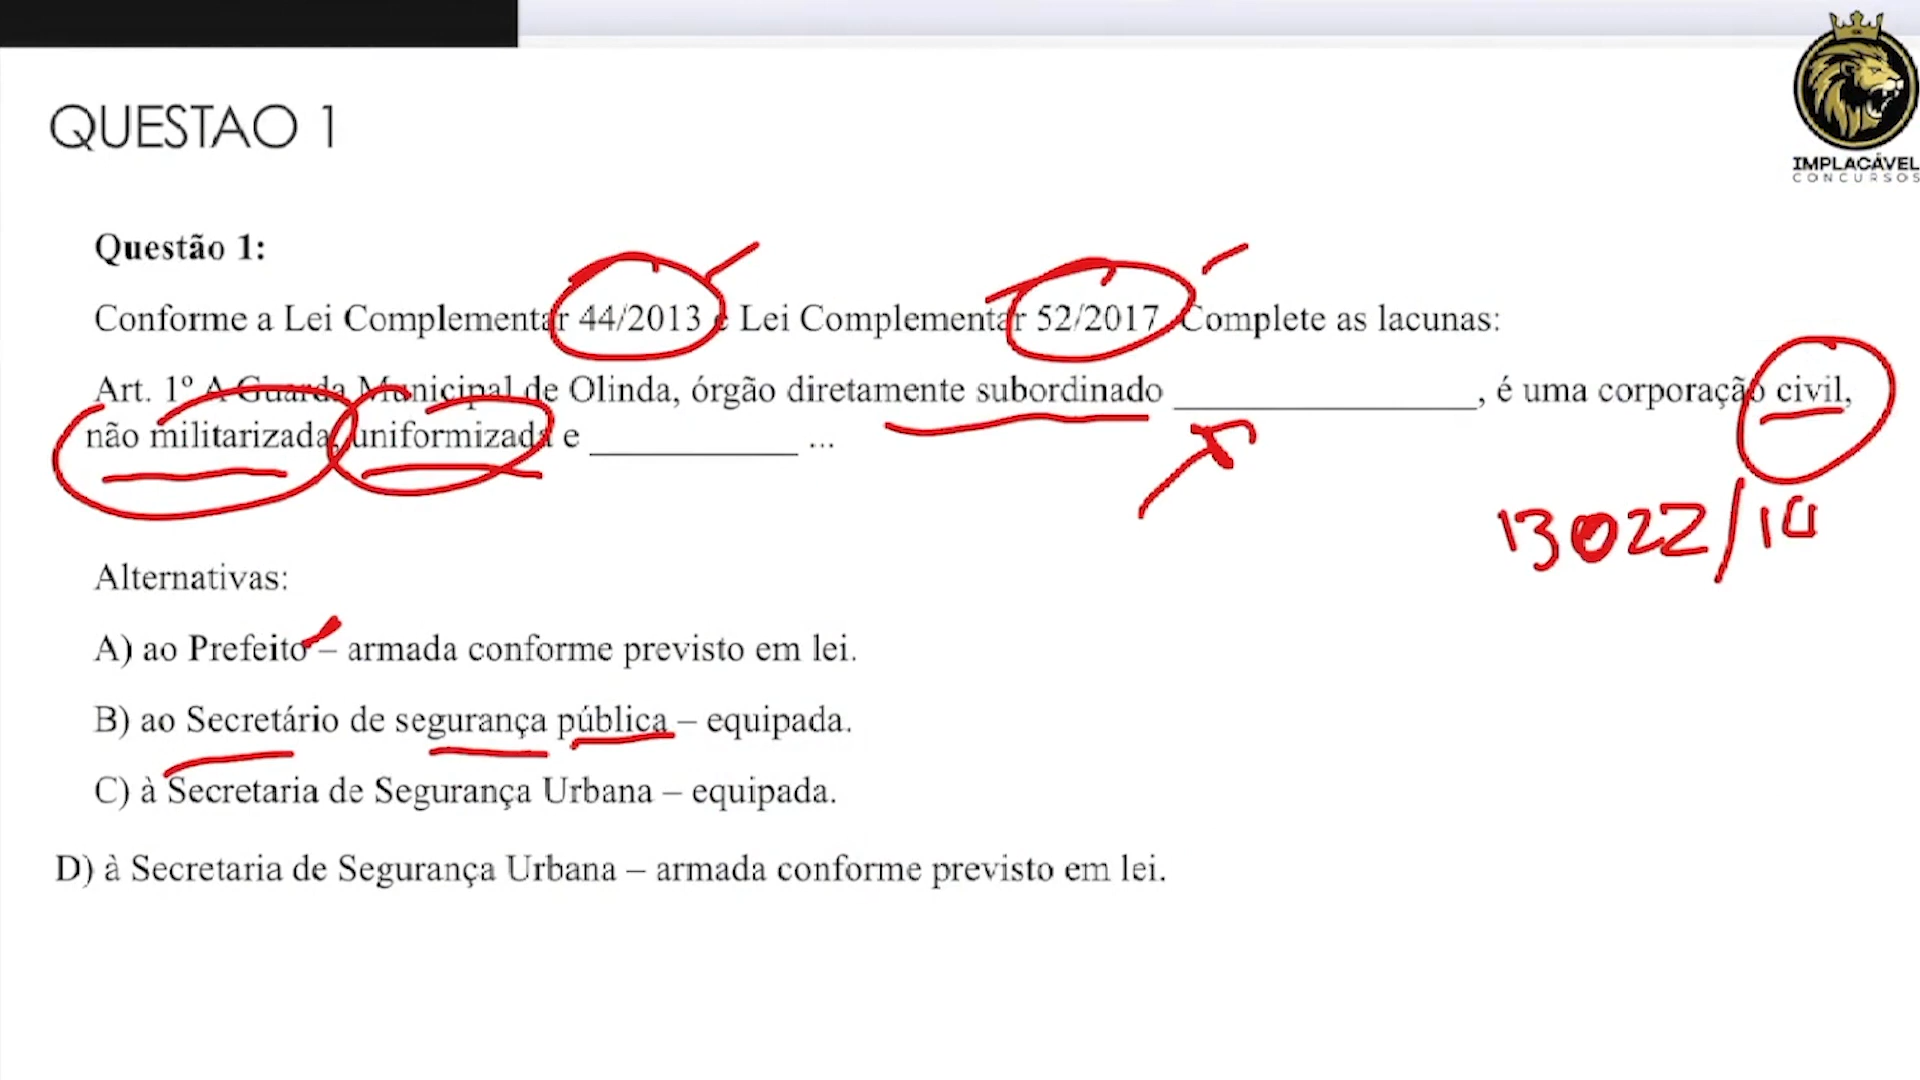 QUESTAO 1
IMPLACÁVEL
CONCURSOS
Questão 1:
Conforme a Lei Complementar 44/2013 e Lei Complementar 52/2017 Complete as lacunas:
Art. 1º A Guarda Municipal de Olinda, órgão diretamente subordinado ________________, é uma corporação civil,
não militarizada, uniformizada e ___________ ...
13022/14
Alternativas:
A) ao Prefeito – armada conforme previsto em lei.
B) ao Secretário de segurança pública – equipada.
C) à Secretaria de Segurança Urbana – equipada.
D) à Secretaria de Segurança Urbana – armada conforme previsto em lei.